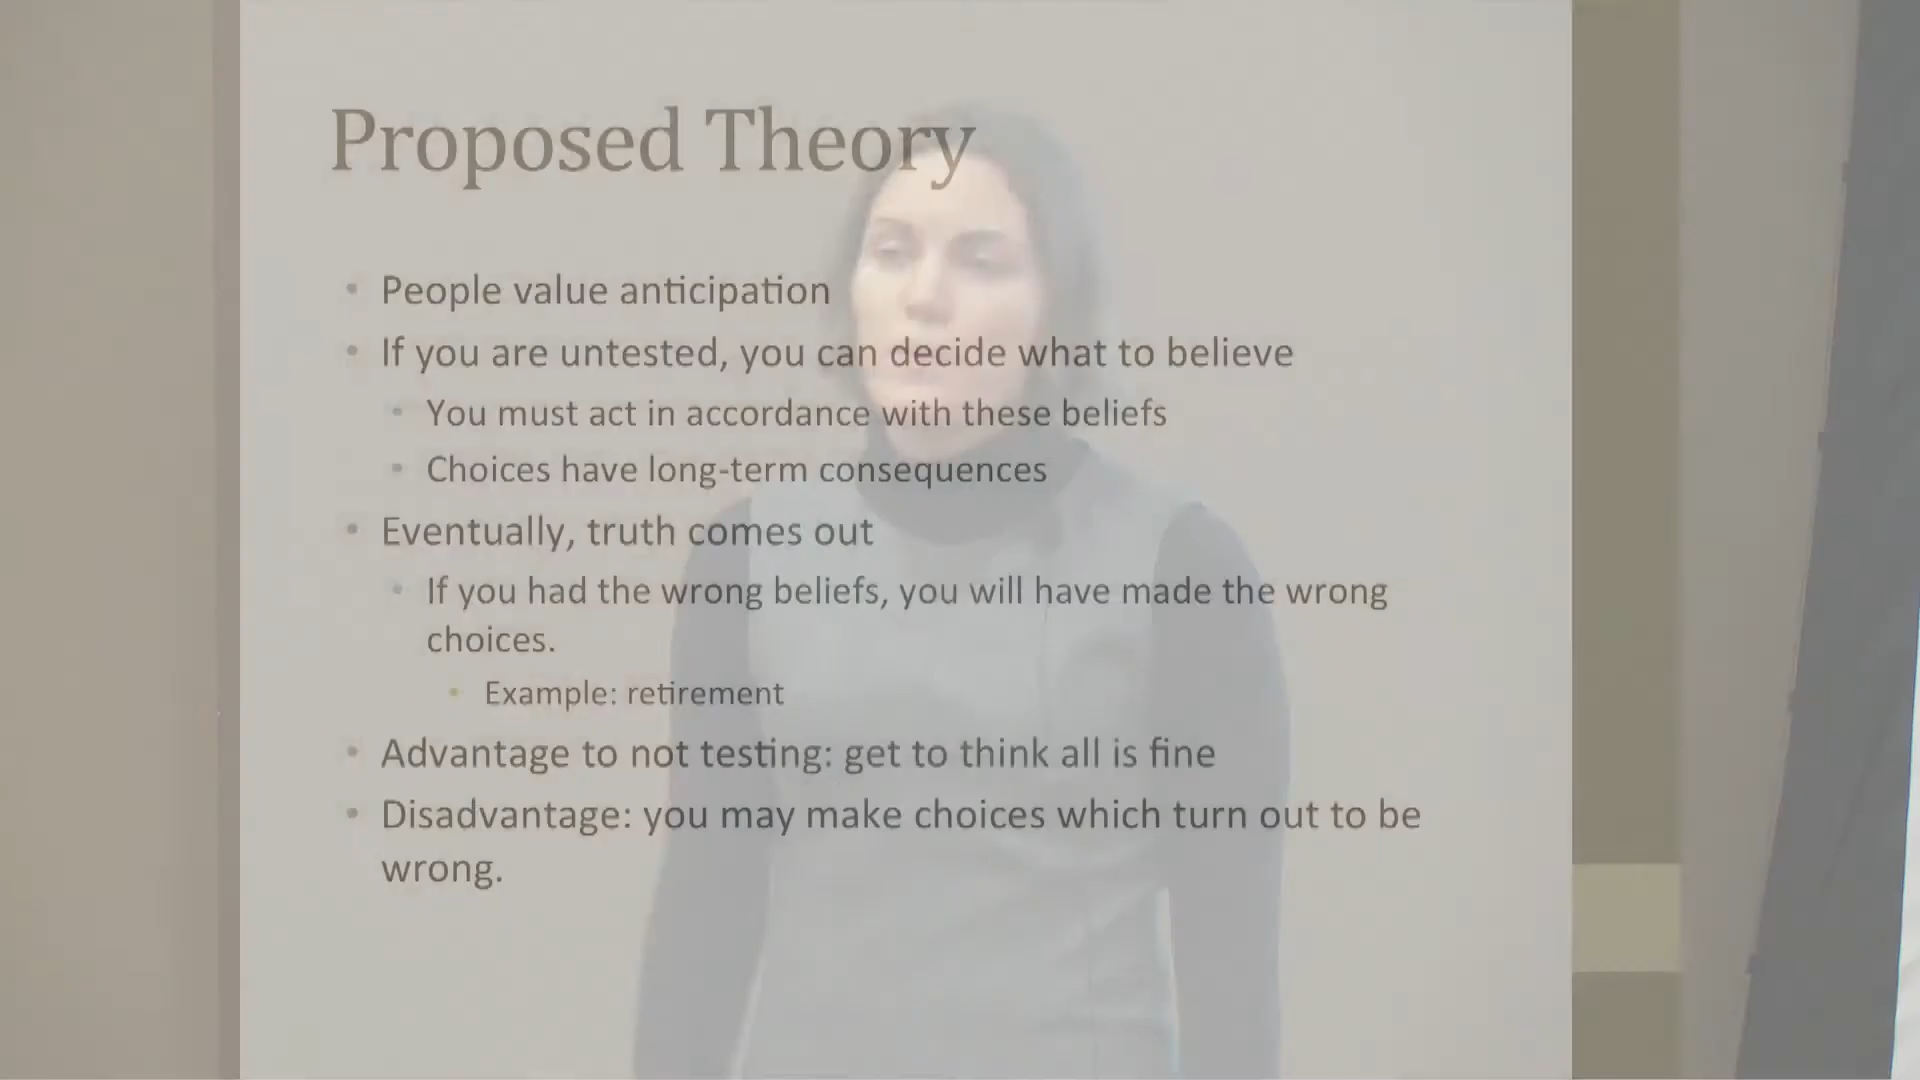 Proposed Theory
• People value anticipation
• If you are untested, you can decide what to believe
• You must act in accordance with these beliefs
• Choices have long-term consequences
• Eventually, truth comes out
• If you had the wrong beliefs, you will have made the wrong
choices.
• Example: retirement
• Advantage to not testing: get to think all is fine
• Disadvantage: you may make choices which turn out to be
wrong.